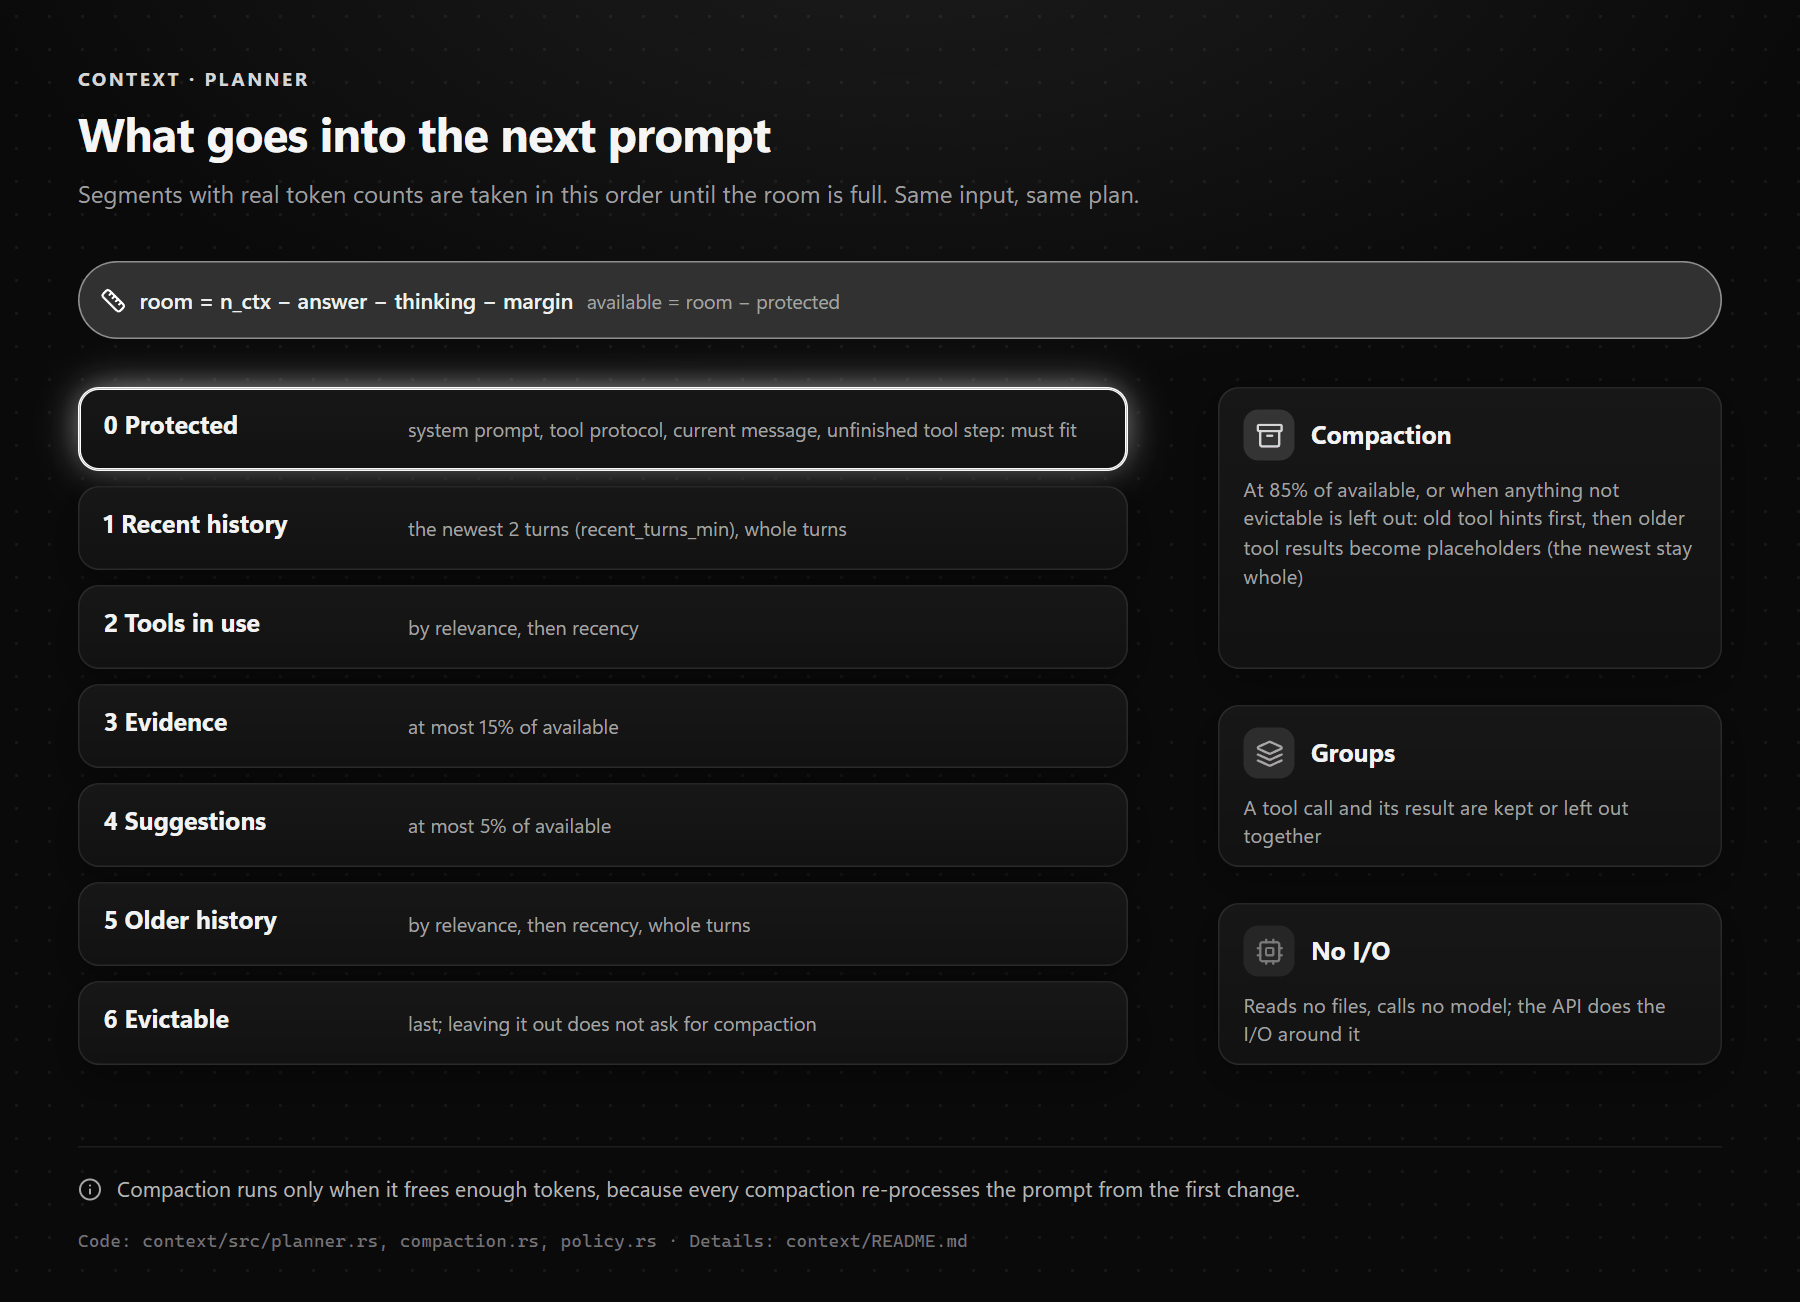 CONTEXT · PLANNER
What goes into the next prompt
Segments with real token counts are taken in this order until the room is full. Same input, same plan.
room = n_ctx – answer – thinking – margin available = room – protected
0 Protected
system prompt, tool protocol, current message, unfinished tool step: must fit
1 Recent history
the newest 2 turns (recent_turns_min), whole turns
2 Tools in use
by relevance, then recency
3 Evidence
at most 15% of available
4 Suggestions
at most 5% of available
5 Older history
by relevance, then recency, whole turns
6 Evictable
last; leaving it out does not ask for compaction
Compaction
At 85% of available, or when anything not
evictable is left out: old tool hints first, then older
tool results become placeholders (the newest stay
whole)
Groups
A tool call and its result are kept or left out
together
No I/O
Reads no files, calls no model; the API does the
I/O around it
Compaction runs only when it frees enough tokens, because every compaction re-processes the prompt from the first change.
Code: context/src/planner.rs, compaction.rs, policy.rs · Details: context/README.md